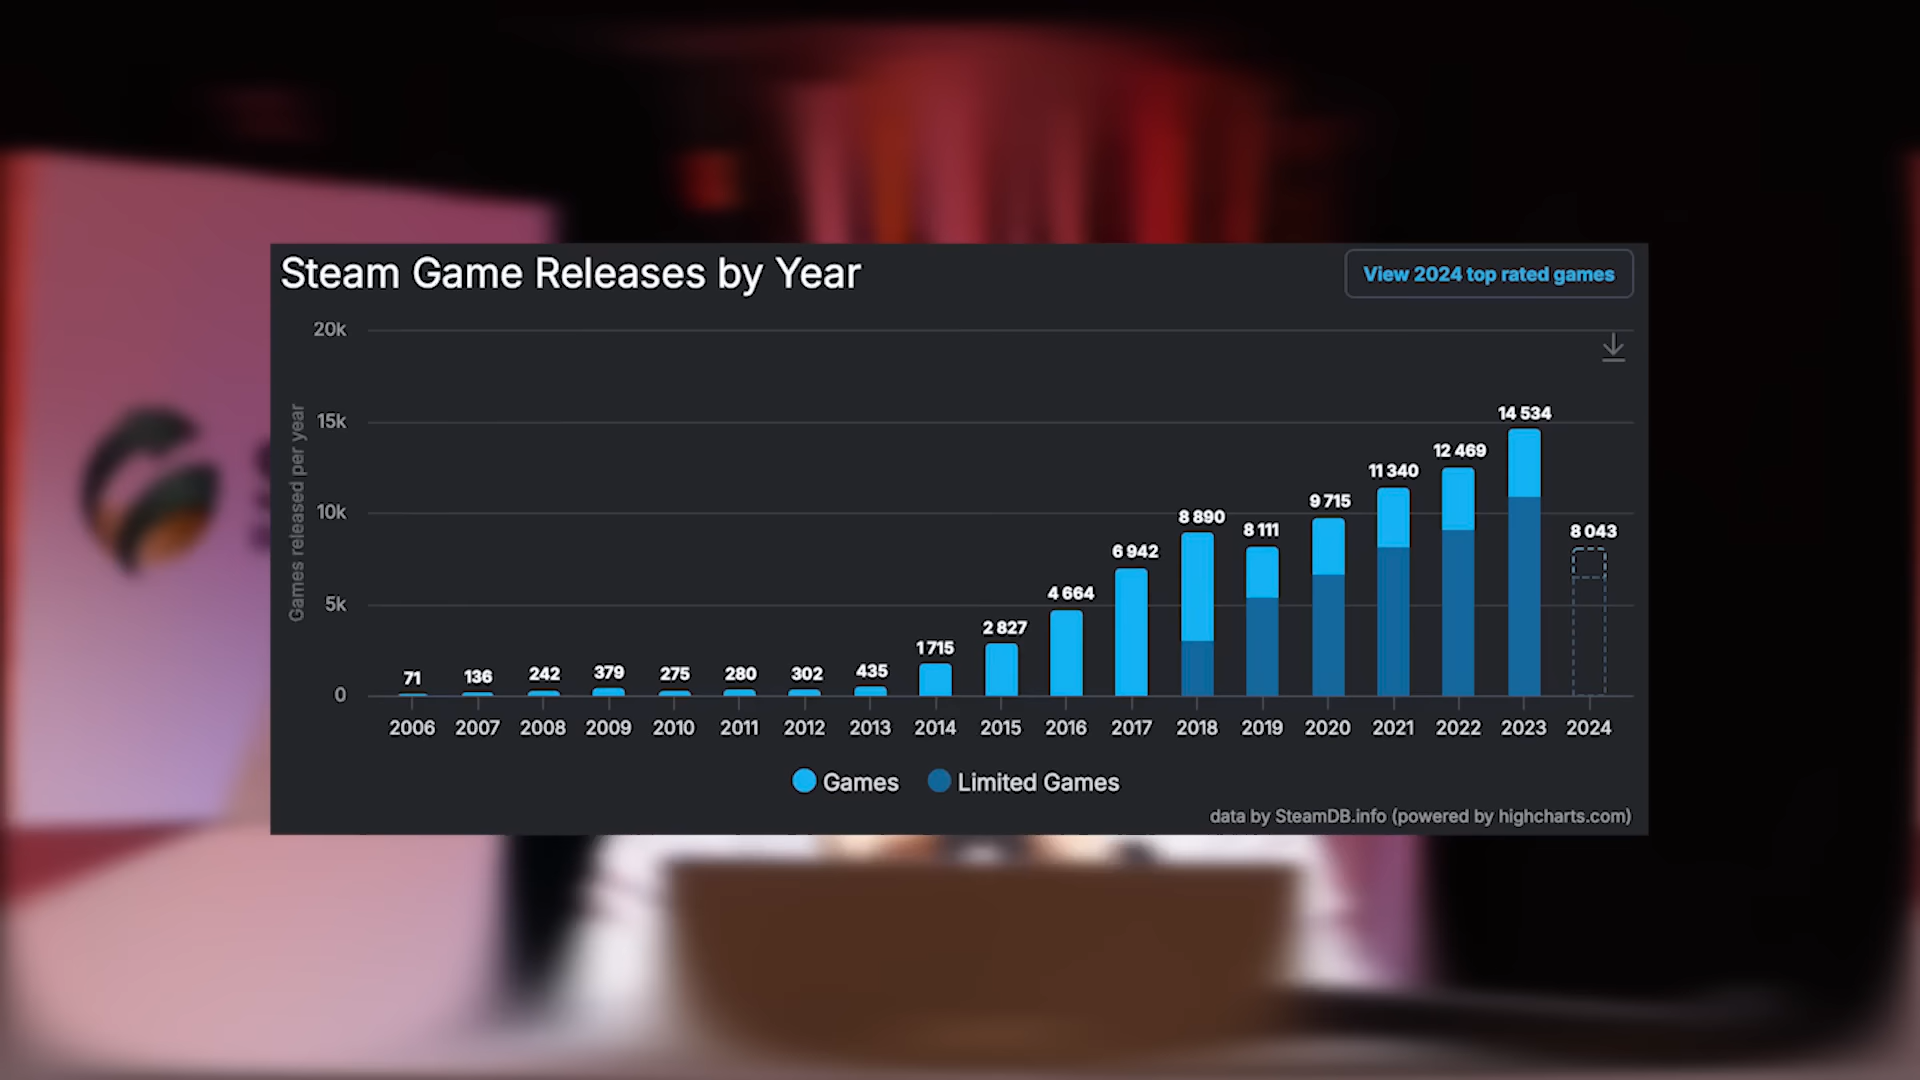 Steam Game Releases by Year
View 2024 top rated games
Games released per year
20k
15k
10k
5k
0
71
136
242
379
275
280
302
435
1 715
2 827
4 664
6 942
8 890
8 111
9 715
11 340
12 469
14 534
8 043
2006 2007 2008 2009 2010 2011 2012 2013 2014 2015 2016 2017 2018 2019 2020 2021 2022 2023 2024
Games Limited Games
data by SteamDB.info (powered by highcharts.com)